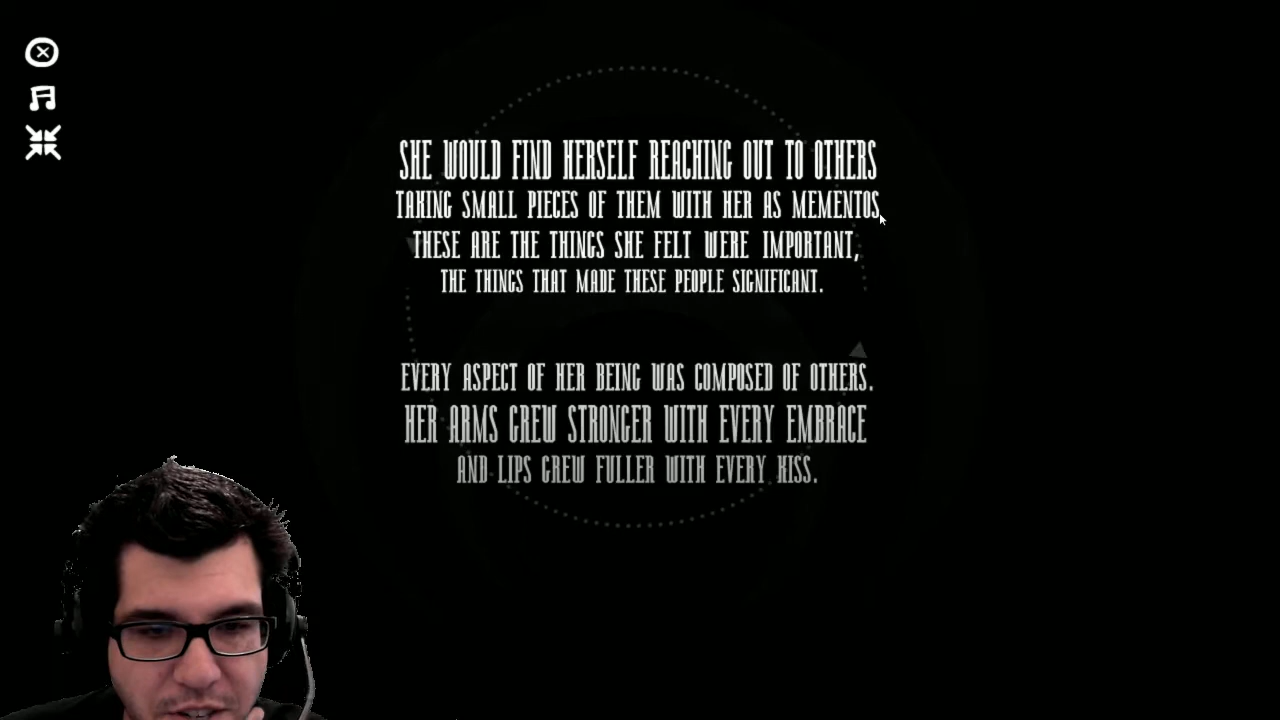 SHE WOULD FIND HERSELF REACHING OUT TO OTHERS
TAKING SMALL PIECES OF THEM WITH HER AS MEMENTOS
THESE ARE THE THINGS SHE FELT WERE IMPORTANT,
THE THINGS THAT MADE THESE PEOPLE SIGNIFICANT.
EVERY ASPECT OF HER BEING WAS COMPOSED OF OTHERS.
HER ARMS GREW STRONGER WITH EVERY EMBRACE
AND LIPS GREW FULLER WITH EVERY KISS.